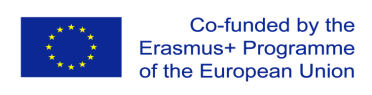 Co-funded by the
Erasmus+ Programme
of the European Union